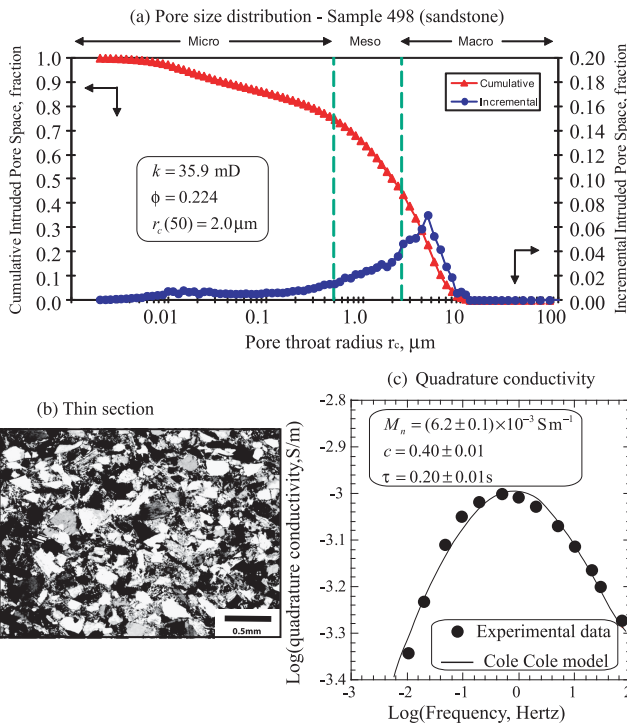 (a) Pore size distribution - Sample 498 (sandstone)
Micro Meso Macro
Cumulative Intruded Pore Space, fraction
1.0
0.9
0.8
0.7
0.6
0.5
0.4
0.3
0.2
0.1
0.0
Cumulative
Incremental
k = 35.9 mD
ϕ = 0.224
r_c(50) = 2.0 μm
0.20
0.15
0.10
0.08
0.06
0.04
0.02
0.00
Incremental Intruded Pore Space, fraction
0.01 0.1 1.0 10 100
Pore throat radius r_c, μm
(b) Thin section
0.5mm
(c) Quadrature conductivity
Log(quadrature conductivity,S/m)
-2.8
-2.9
-3
-3.1
-3.2
-3.3
-3.4
M_n = (6.2 ± 0.1)×10⁻³ S m⁻¹
c = 0.40 ± 0.01
τ = 0.20 ± 0.01s
Experimental data
Cole Cole model
-3 -2 -1 0 1 2
Log(Frequency, Hertz)